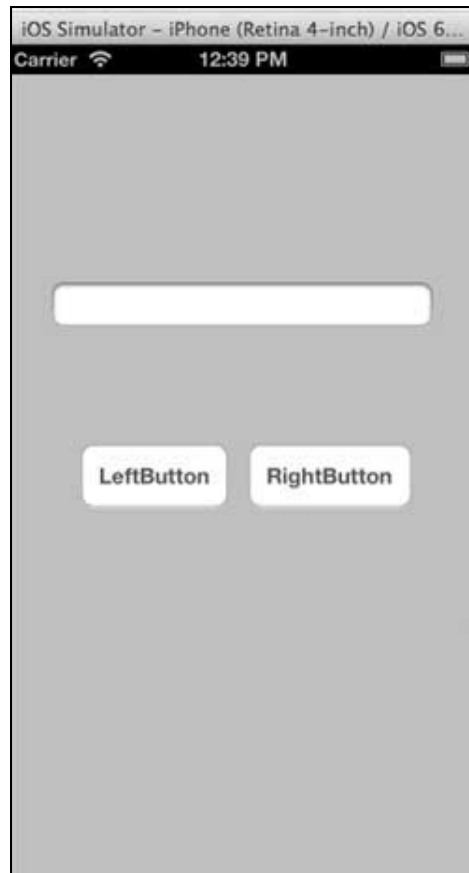 iOS Simulator – iPhone (Retina 4-inch) / iOS 6...
Carrier 12:39 PM
LeftButton RightButton